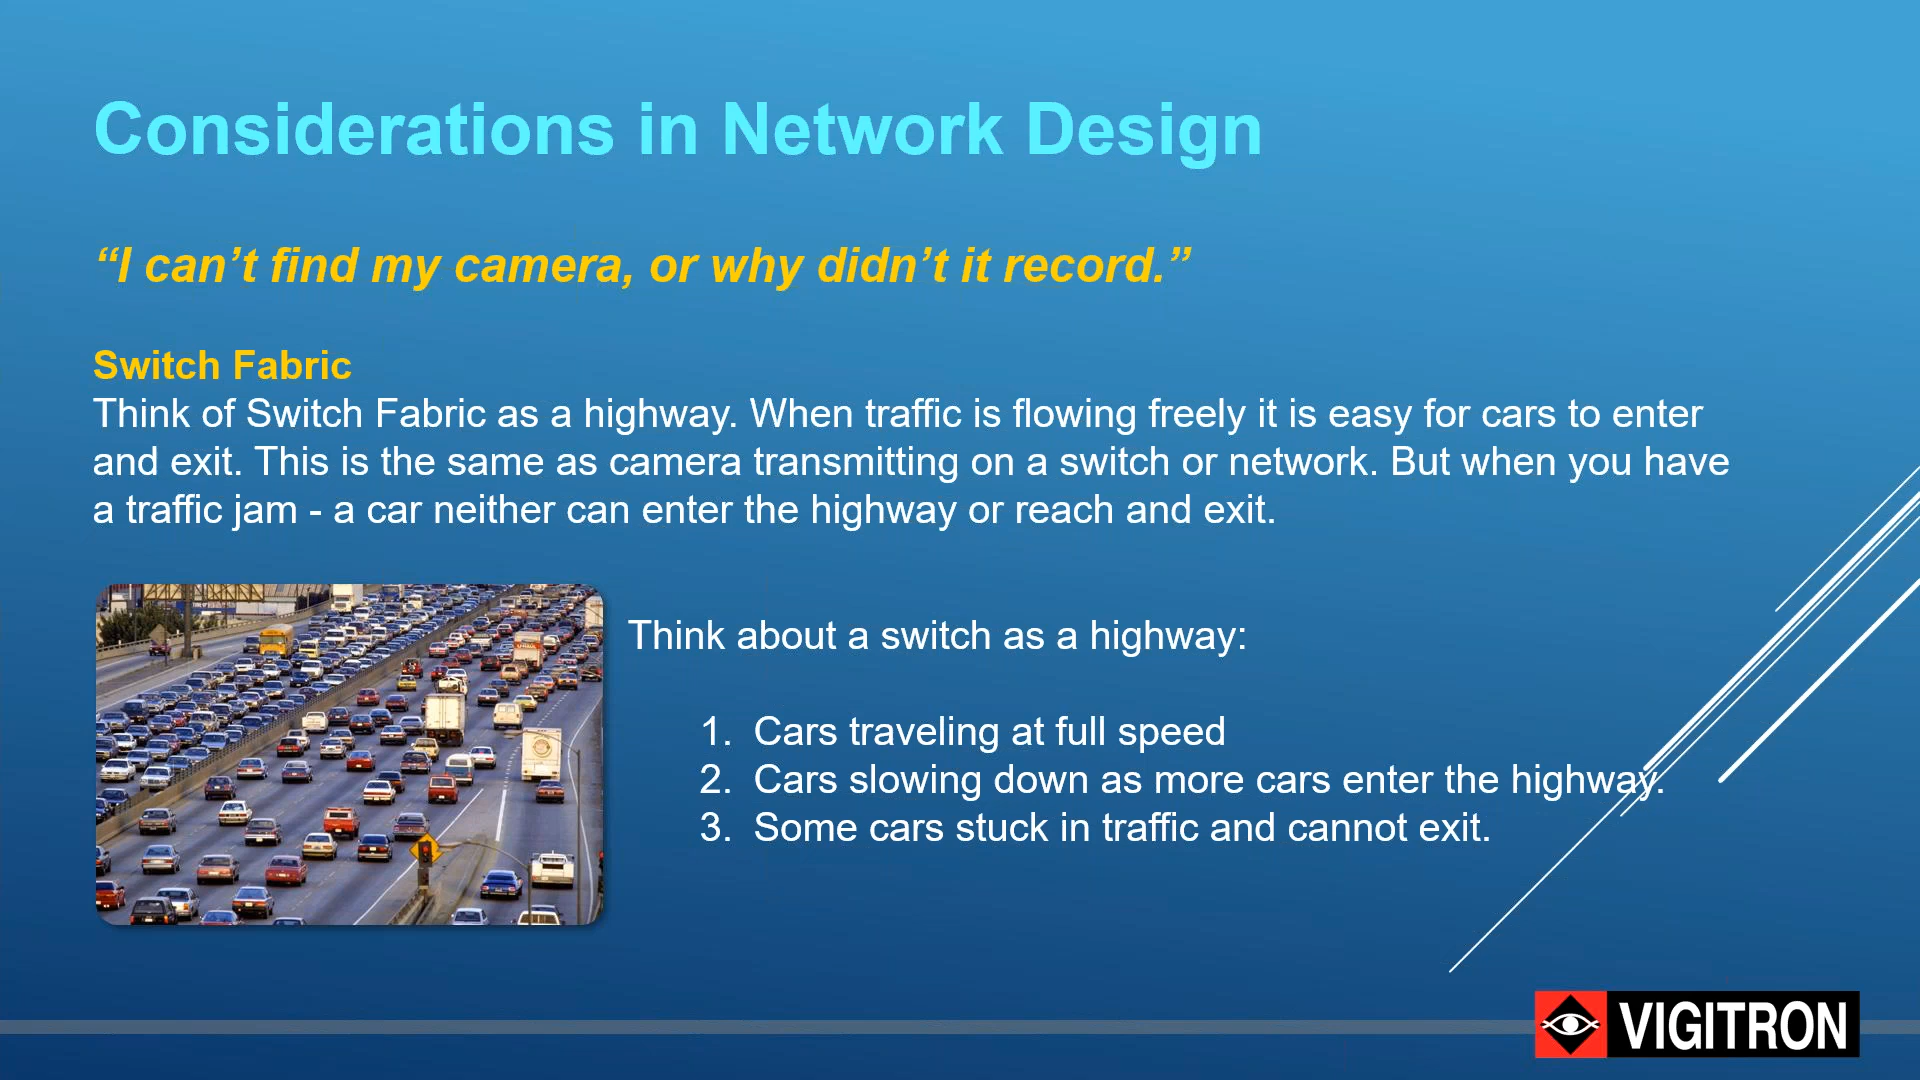 Considerations in Network Design
“I can’t find my camera, or why didn’t it record.”
Switch Fabric
Think of Switch Fabric as a highway. When traffic is flowing freely it is easy for cars to enter
and exit. This is the same as camera transmitting on a switch or network. But when you have
a traffic jam - a car neither can enter the highway or reach and exit.
Think about a switch as a highway:
1. Cars traveling at full speed
2. Cars slowing down as more cars enter the highway.
3. Some cars stuck in traffic and cannot exit.
VIGITRON